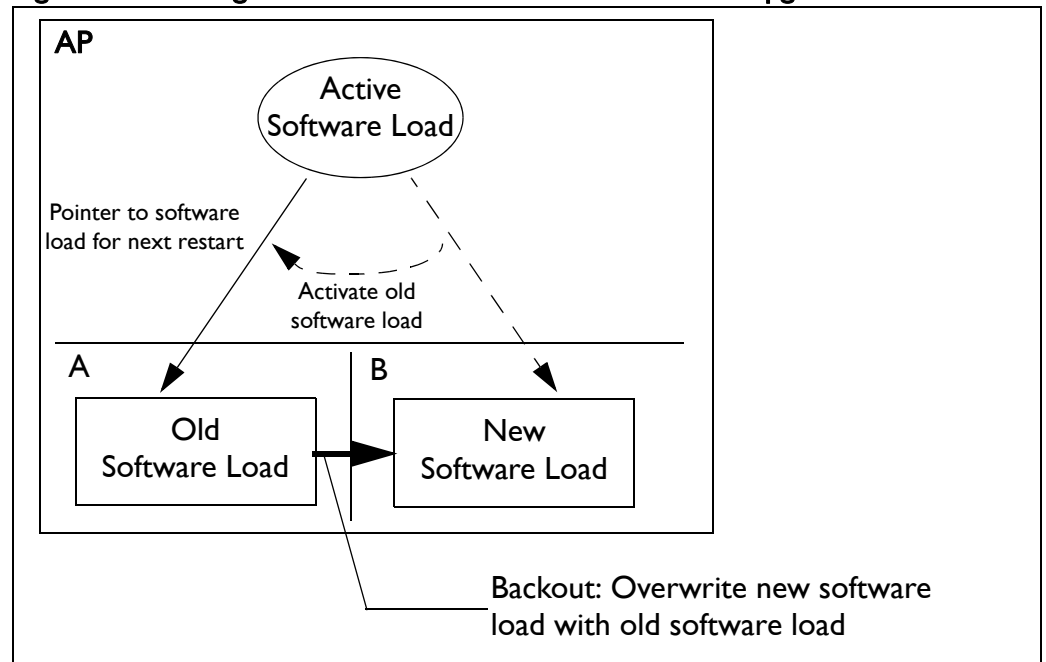 AP
Active
Software Load
Pointer to software
load for next restart
Activate old
software load
A
B
Old
Software Load
New
Software Load
Backout: Overwrite new software
load with old software load